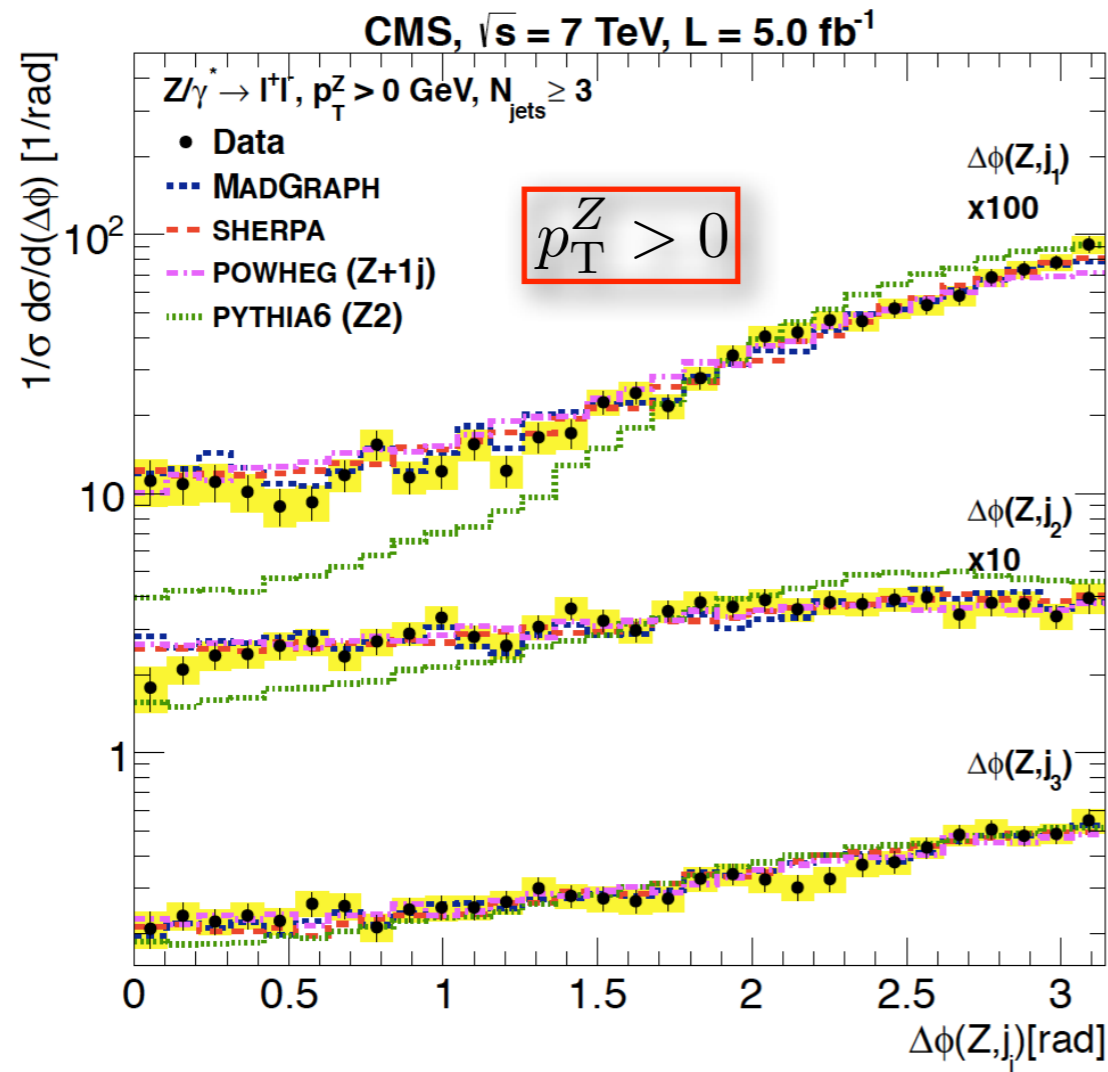 CMS, √s = 7 TeV, L = 5.0 fb⁻¹
1/σ dσ/d(Δϕ) [1/rad]
Z/γ* → l⁺l⁻, p_T^Z > 0 GeV, N_jets ≥ 3
Data
MADGRAPH
SHERPA
POWHEG (Z+1j)
PYTHIA6 (Z2)
p_T^Z > 0
Δϕ(Z,j₁)
x100
Δϕ(Z,j₂)
x10
Δϕ(Z,j₃)
10²
10
1
0 0.5 1 1.5 2 2.5 3
Δϕ(Z,jᵢ)[rad]